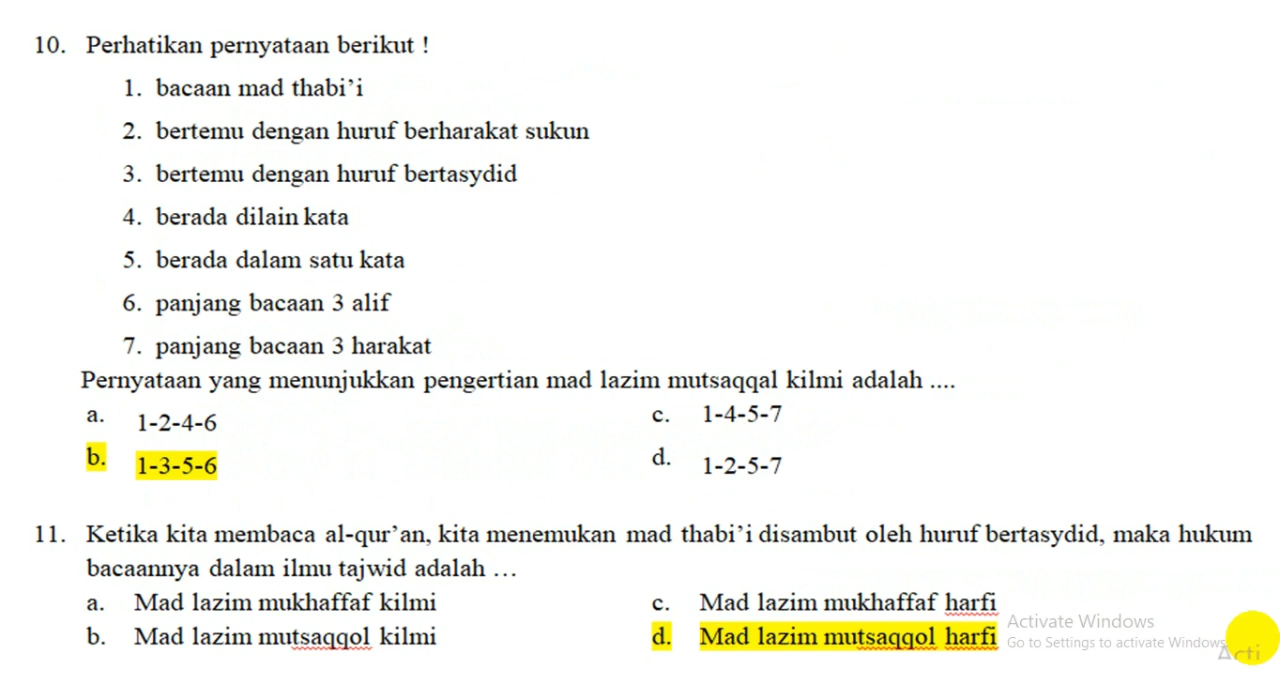 10. Perhatikan pernyataan berikut !
1. bacaan mad thabi’i
2. bertemu dengan huruf berharakat sukun
3. bertemu dengan huruf bertasydid
4. berada dilain kata
5. berada dalam satu kata
6. panjang bacaan 3 alif
7. panjang bacaan 3 harakat
Pernyataan yang menunjukkan pengertian mad lazim mutsaqqal kilmi adalah ....
a. 1-2-4-6 c. 1-4-5-7
b. 1-3-5-6 d. 1-2-5-7
11. Ketika kita membaca al-qur’an, kita menemukan mad thabi’i disambut oleh huruf bertasydid, maka hukum
bacaannya dalam ilmu tajwid adalah …
a. Mad lazim mukhaffaf kilmi c. Mad lazim mukhaffaf harfi
b. Mad lazim mutsaqqol kilmi d. Mad lazim mutsaqqol harfi
Activate Windows
Go to Settings to activate Windows
Acti